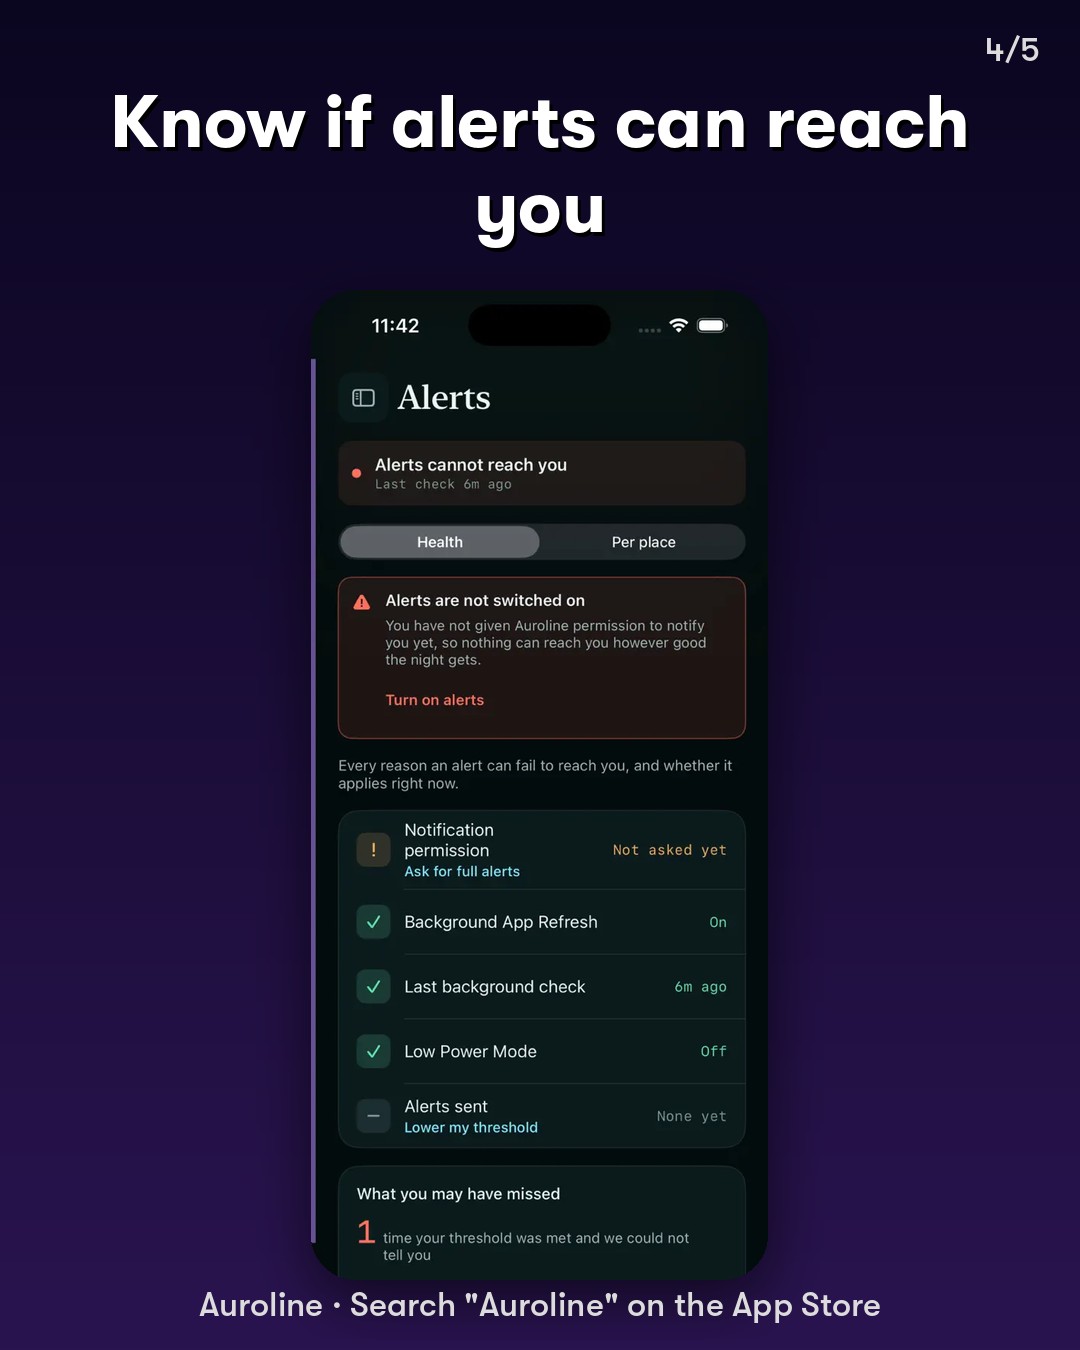 4/5
Know if alerts can reach
you
11:42
Alerts
Alerts cannot reach you
Last check 6m ago
Health
Per place
Alerts are not switched on
You have not given Auroline permission to notify
you yet, so nothing can reach you however good
the night gets.
Turn on alerts
Every reason an alert can fail to reach you, and whether it
applies right now.
Notification
permission
Ask for full alerts
Not asked yet
Background App Refresh
On
Last background check
6m ago
Low Power Mode
Off
Alerts sent
Lower my threshold
None yet
What you may have missed
1 time your threshold was met and we could not
tell you
Auroline · Search "Auroline" on the App Store